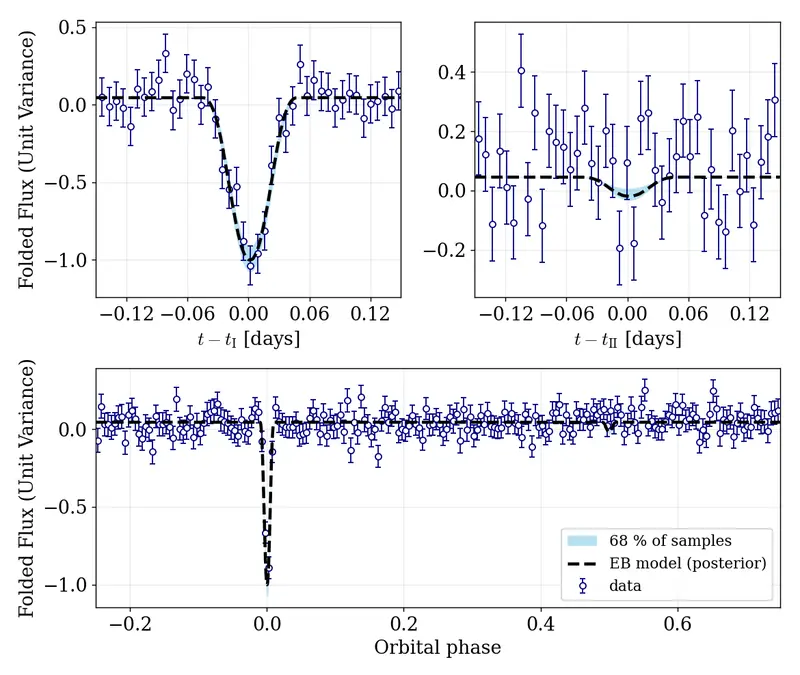 Folded Flux (Unit Variance)
0.5
0.0
−0.5
−1.0
−0.12 −0.06 0.00 0.06 0.12
t − tI [days]
0.4
0.2
0.0
−0.2
−0.12 −0.06 0.00 0.06 0.12
t − tII [days]
Folded Flux (Unit Variance)
0.0
−0.5
−1.0
68 % of samples
EB model (posterior)
data
−0.2 0.0 0.2 0.4 0.6
Orbital phase